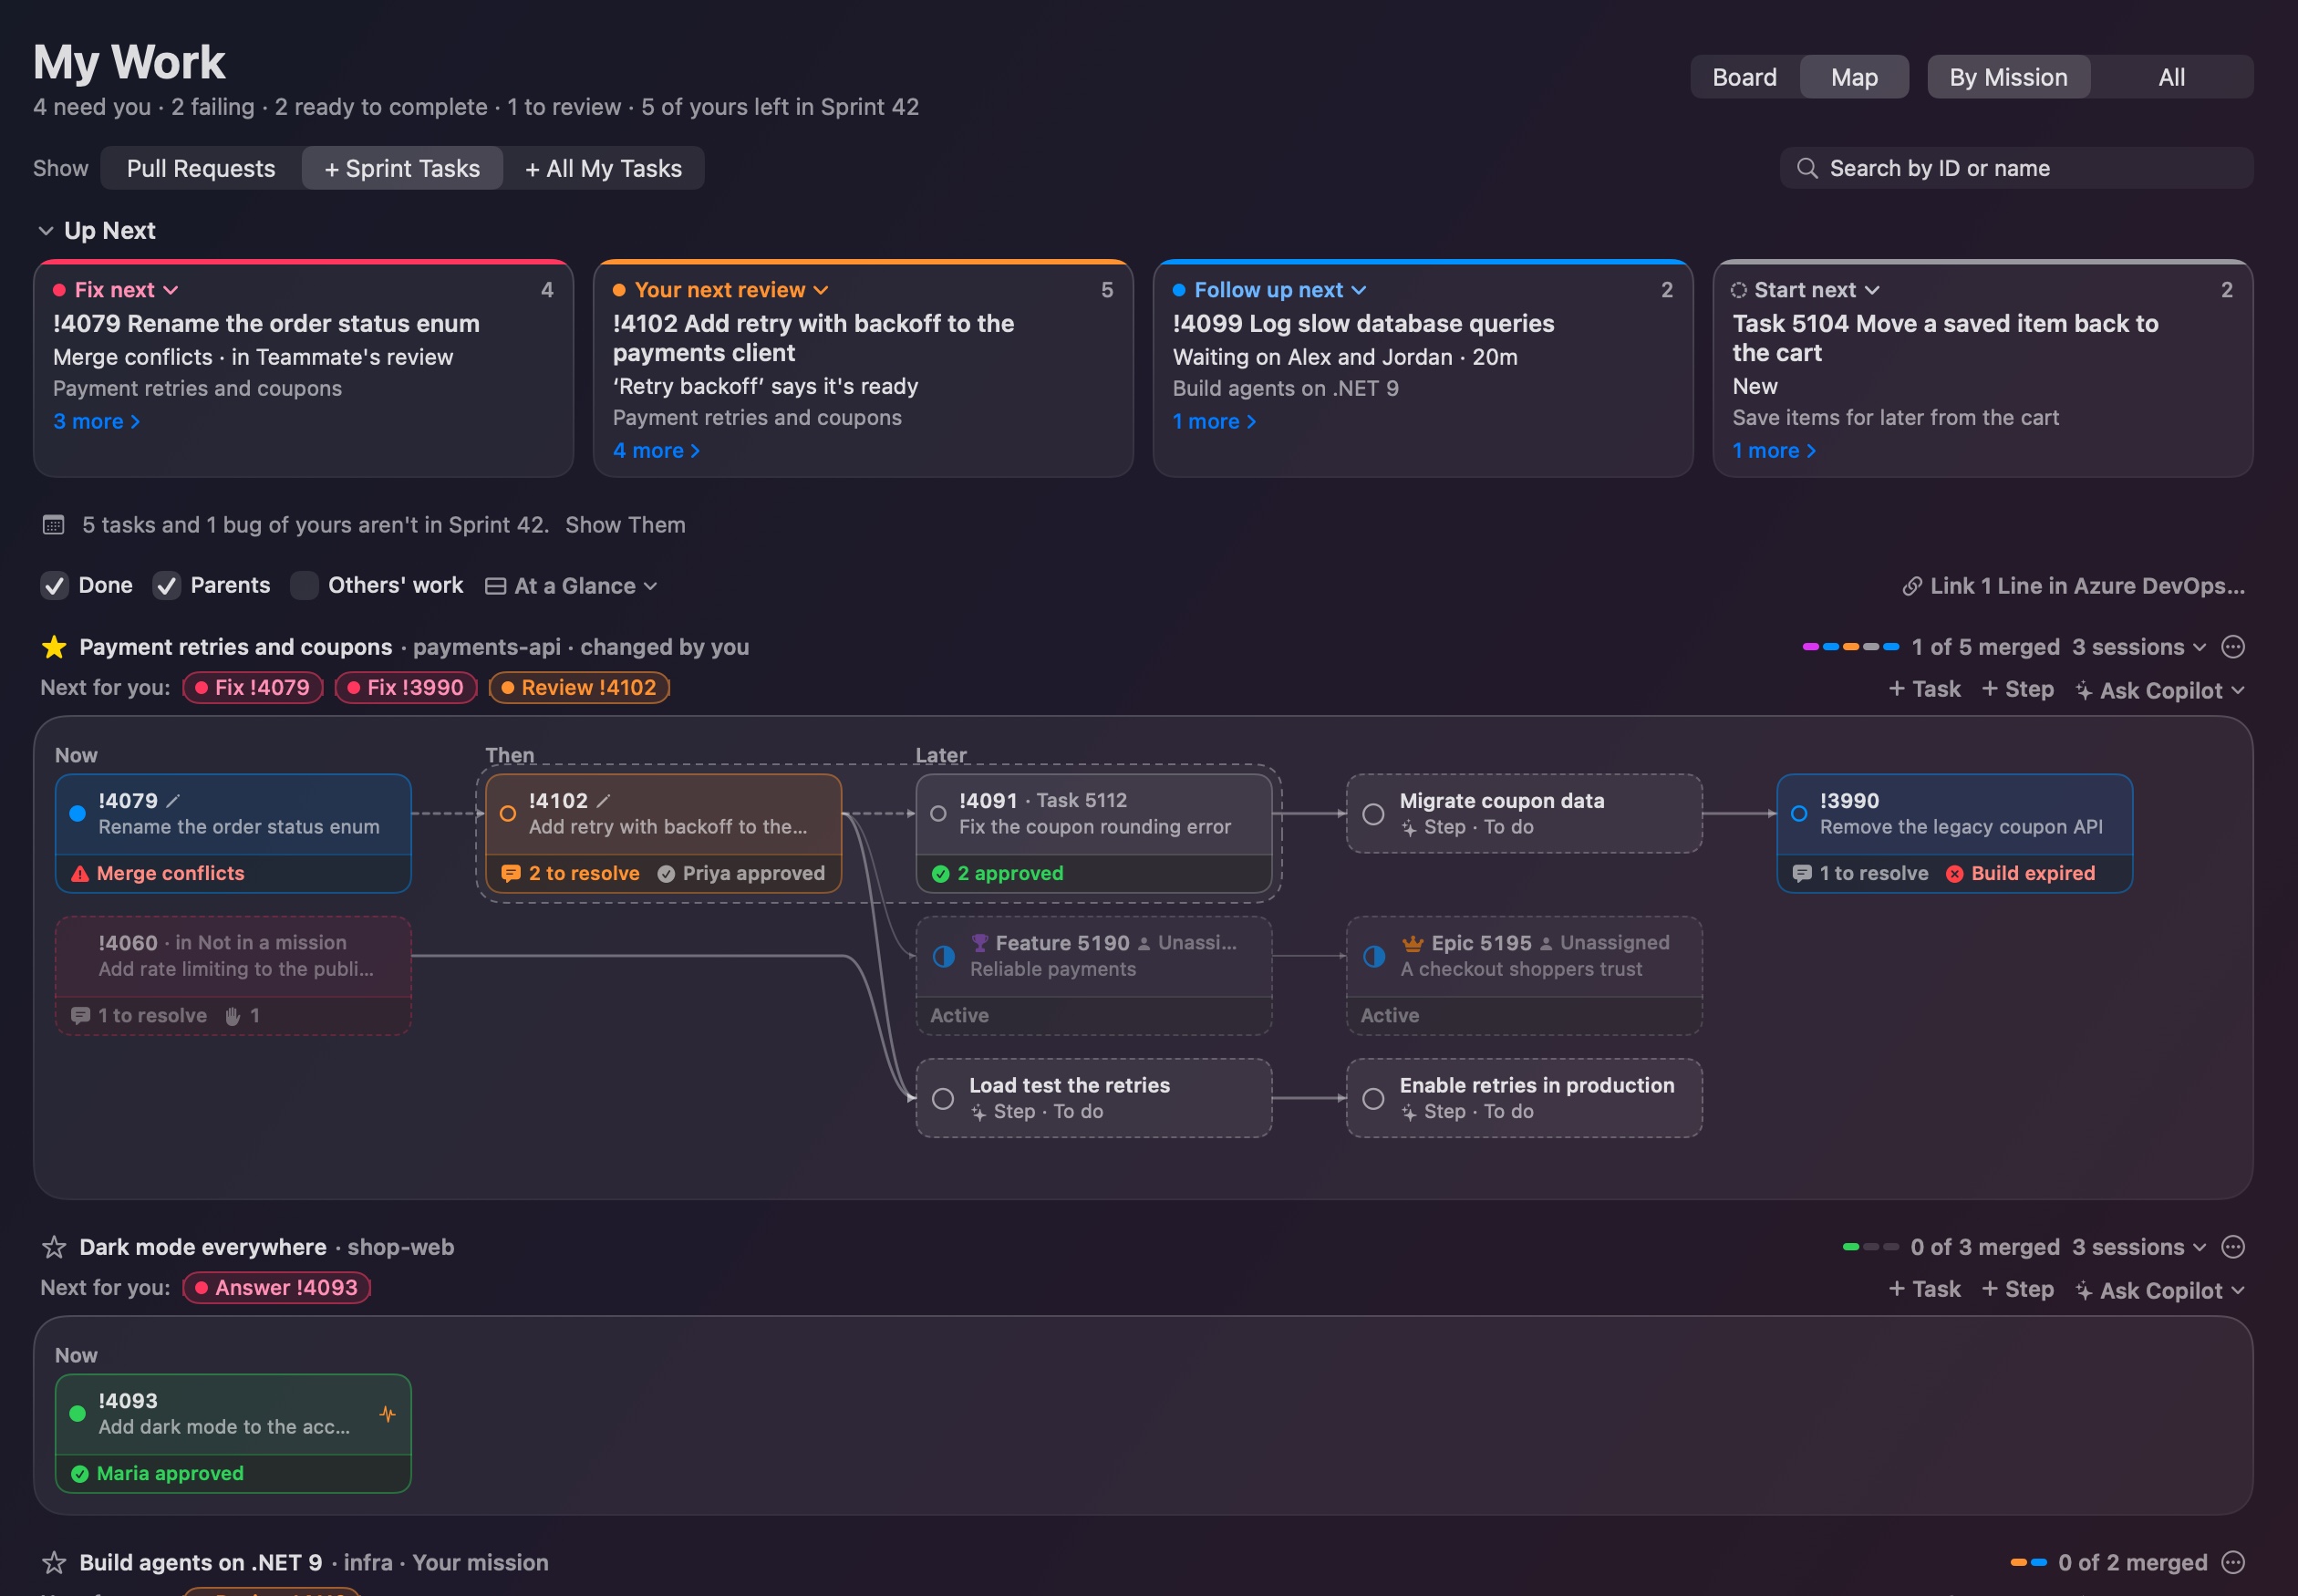 My Work
4 need you · 2 failing · 2 ready to complete · 1 to review · 5 of yours left in Sprint 42
Board Map By Mission All
Show Pull Requests + Sprint Tasks + All My Tasks
Search by ID or name
Up Next
Fix next 4
!4079 Rename the order status enum
Merge conflicts · in Teammate's review
Payment retries and coupons
3 more
Your next review 5
!4102 Add retry with backoff to the
payments client
‘Retry backoff’ says it's ready
Payment retries and coupons
4 more
Follow up next 2
!4099 Log slow database queries
Waiting on Alex and Jordan · 20m
Build agents on .NET 9
1 more
Start next 2
Task 5104 Move a saved item back to
the cart
New
Save items for later from the cart
1 more
5 tasks and 1 bug of yours aren't in Sprint 42. Show Them
Done Parents Others' work At a Glance
Link 1 Line in Azure DevOps...
Payment retries and coupons · payments-api · changed by you
1 of 5 merged 3 sessions
Next for you: Fix !4079 Fix !3990 Review !4102
+ Task + Step Ask Copilot
Now
Then
Later
!4079
Rename the order status enum
Merge conflicts
!4102
Add retry with backoff to the...
2 to resolve Priya approved
!4091 · Task 5112
Fix the coupon rounding error
2 approved
Migrate coupon data
Step · To do
!3990
Remove the legacy coupon API
1 to resolve Build expired
!4060 · in Not in a mission
Add rate limiting to the publi...
1 to resolve 1
Feature 5190 Unassi...
Reliable payments
Active
Epic 5195 Unassigned
A checkout shoppers trust
Active
Load test the retries
Step · To do
Enable retries in production
Step · To do
Dark mode everywhere · shop-web
0 of 3 merged 3 sessions
Next for you: Answer !4093
+ Task + Step Ask Copilot
Now
!4093
Add dark mode to the acc...
Maria approved
Build agents on .NET 9 · infra · Your mission
0 of 2 merged